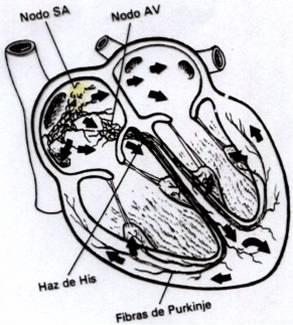 Nodo SA
Nodo AV
Haz de His
Fibras de Purkinje